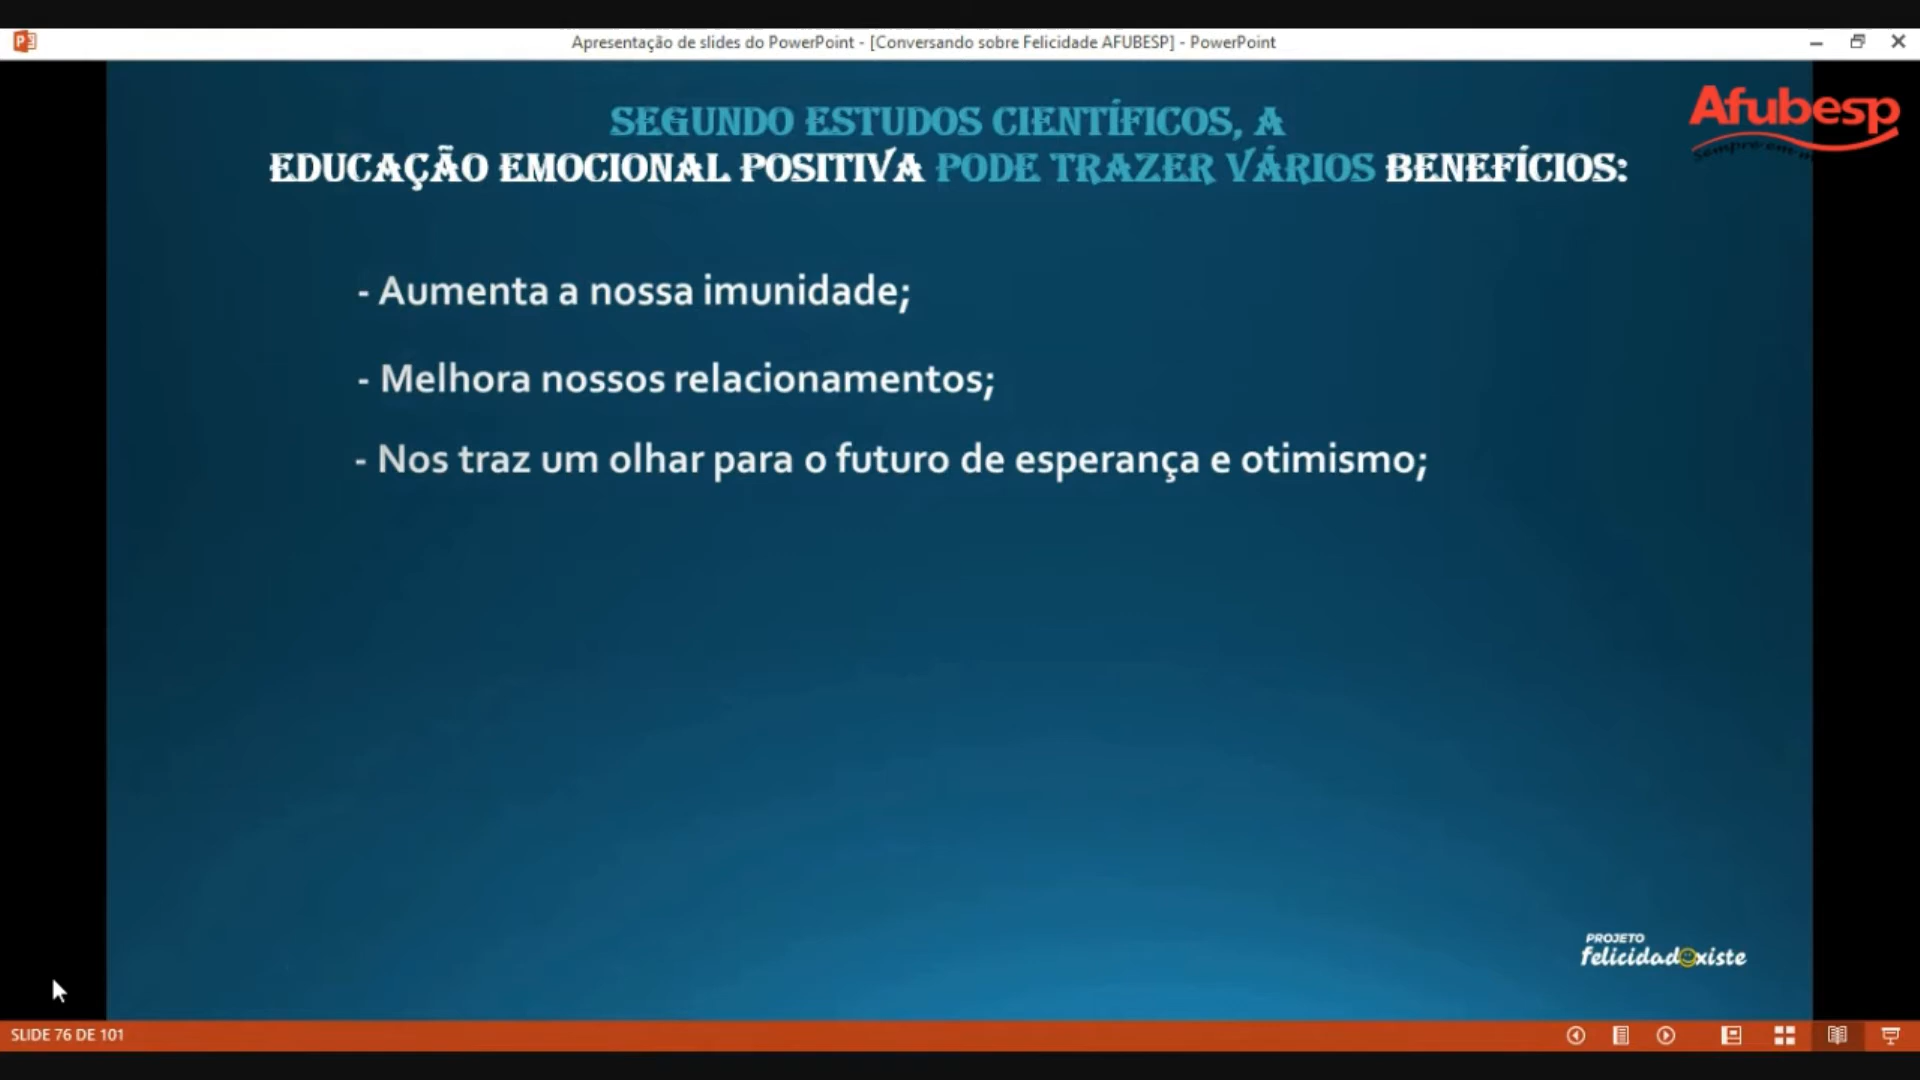 Apresentação de slides do PowerPoint - [Conversando sobre Felicidade AFUBESP] - PowerPoint
Afubesp
SEGUNDO ESTUDOS CIENTÍFICOS, A
EDUCAÇÃO EMOCIONAL POSITIVA PODE TRAZER VÁRIOS BENEFÍCIOS:
- Aumenta a nossa imunidade;
- Melhora nossos relacionamentos;
- Nos traz um olhar para o futuro de esperança e otimismo;
PROJETO
felicidadexiste
SLIDE 76 DE 101